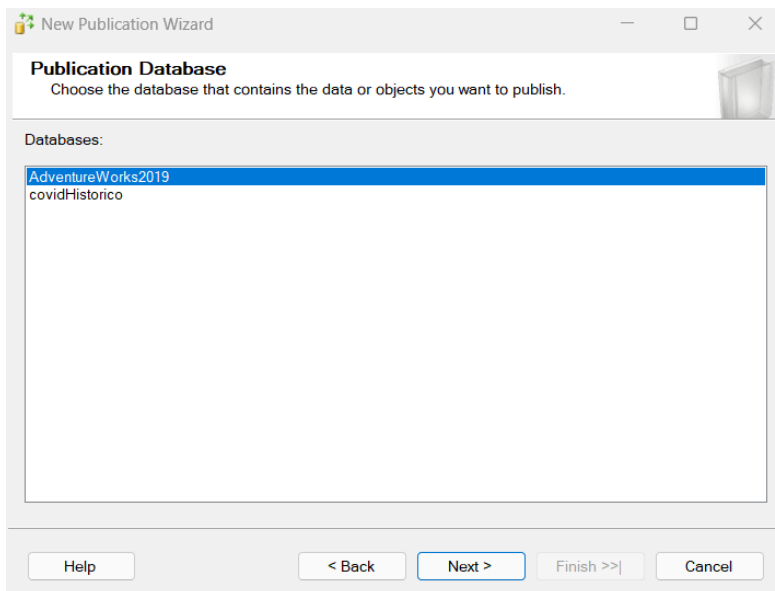 New Publication Wizard
Publication Database
Choose the database that contains the data or objects you want to publish.
Databases:
AdventureWorks2019
covidHistorico
Help
< Back
Next >
Finish >>|
Cancel